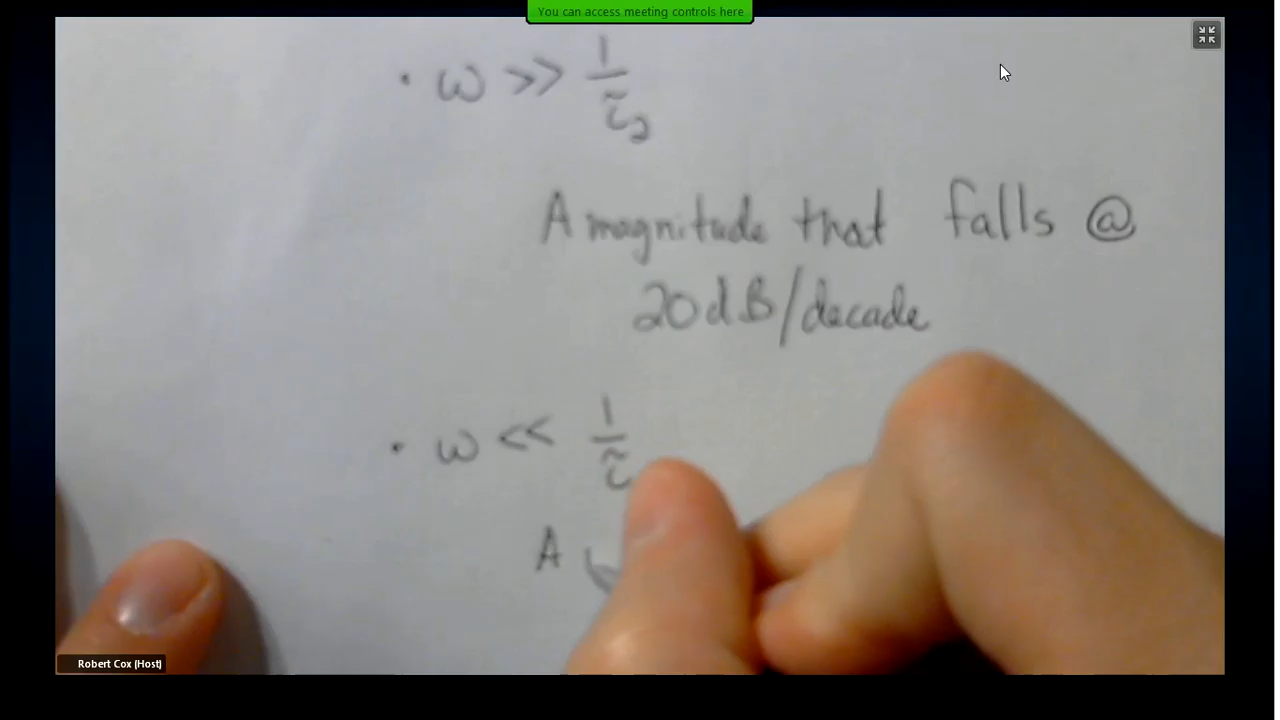 You can access meeting controls here
• ω >> 1/τ₂
A magnitude that falls @
20dB/decade
• ω << 1/τ
A
Robert Cox (Host)